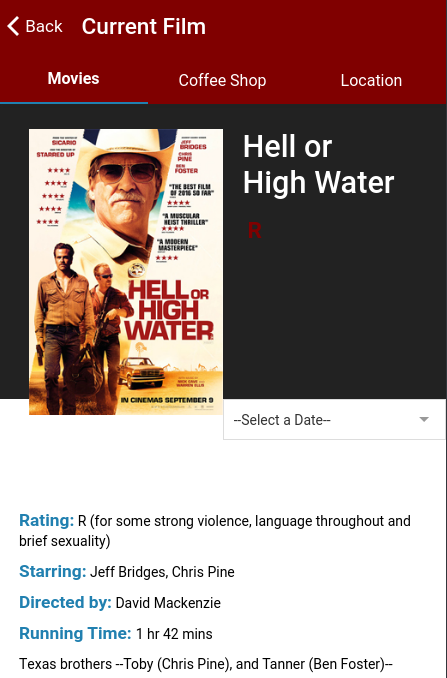 Back
Current Film
Movies
Coffee Shop
Location
SICARIO
STARRED UP
JEFF
BRIDGES
CHRIS
PINE
BEN
FOSTER
"THE BEST FILM
OF 2016 SO FAR"
"A MUSCULAR
HEIST THRILLER"
"A MODERN
MASTERPIECE"
HELL OR
HIGH
WATER
IN CINEMAS SEPTEMBER 9
Hell or
High Water
R
--Select a Date--
Rating: R (for some strong violence, language throughout and
brief sexuality)
Starring: Jeff Bridges, Chris Pine
Directed by: David Mackenzie
Running Time: 1 hr 42 mins
Texas brothers --Toby (Chris Pine), and Tanner (Ben Foster)--